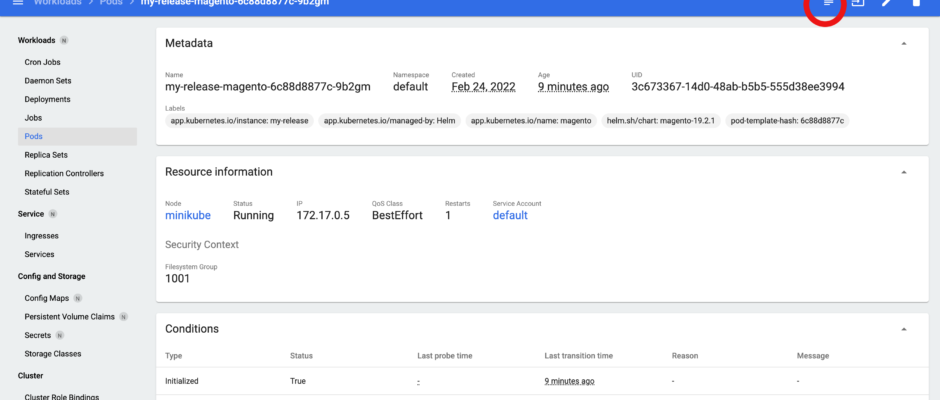 Workloads > Pods > my-release-magento-6c88d8877c-9b2gm
Workloads N
Cron Jobs
Daemon Sets
Deployments
Jobs
Pods
Replica Sets
Replication Controllers
Stateful Sets
Service N
Ingresses
Services
Config and Storage
Config Maps N
Persistent Volume Claims N
Secrets N
Storage Classes
Cluster
Cluster Role Bindings
Metadata
Name Namespace Created Age UID
my-release-magento-6c88d8877c-9b2gm default Feb 24, 2022 9 minutes ago 3c673367-14d0-48ab-b5b5-555d38ee3994
Labels
app.kubernetes.io/instance: my-release app.kubernetes.io/managed-by: Helm app.kubernetes.io/name: magento helm.sh/chart: magento-19.2.1 pod-template-hash: 6c88d8877c
Resource information
Node Status IP QoS Class Restarts Service Account
minikube Running 172.17.0.5 BestEffort 1 default
Security Context
Filesystem Group
1001
Conditions
Type Status Last probe time Last transition time Reason Message
Initialized True - 9 minutes ago - -